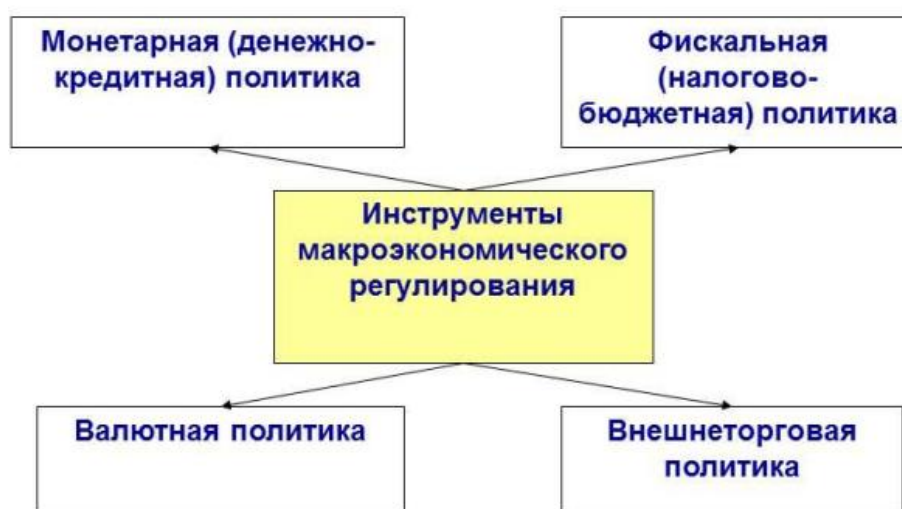 Монетарная (денежно-
кредитная) политика
Фискальная
(налогово-
бюджетная) политика
Инструменты
макроэкономического
регулирования
Валютная политика
Внешнеторговая
политика